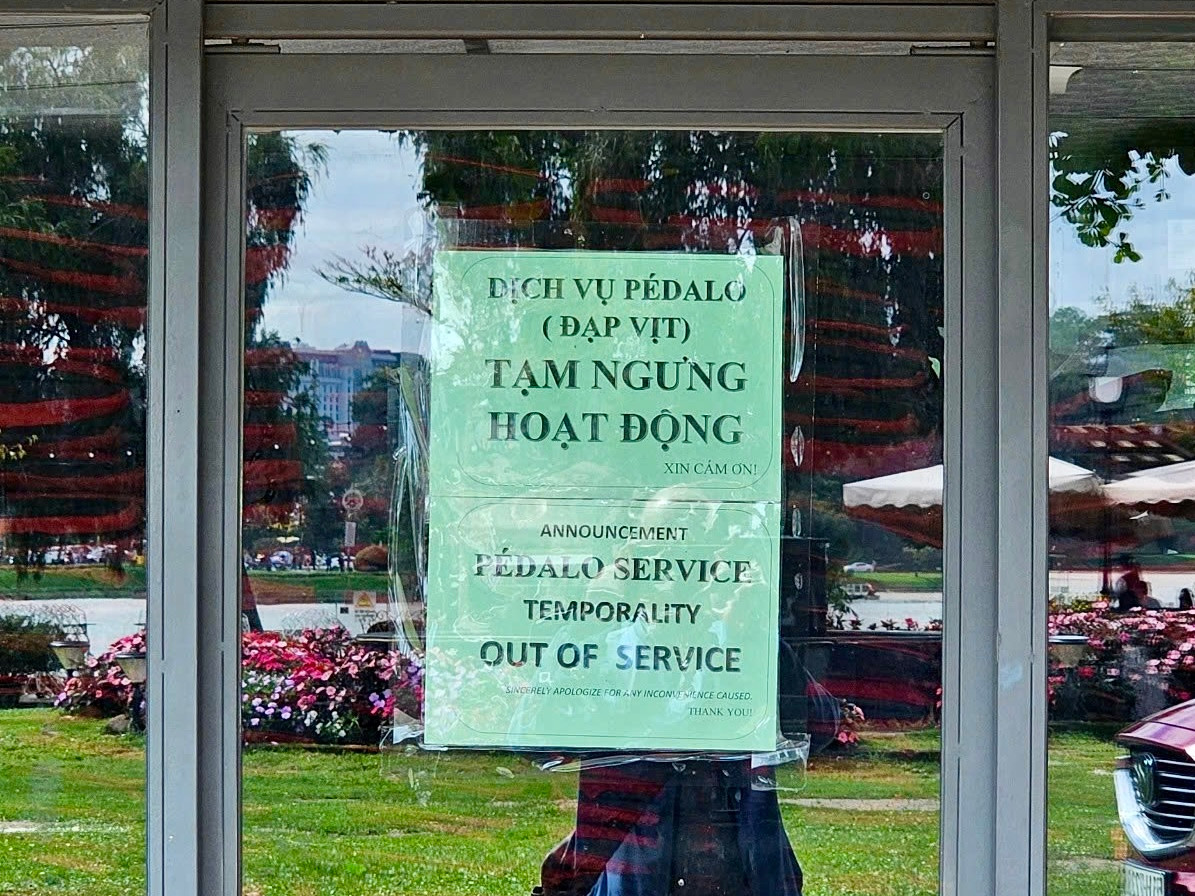 DỊCH VỤ PÉDALO
( ĐẠP VỊT)
TẠM NGƯNG
HOẠT ĐỘNG
XIN CẢM ƠN!
ANNOUNCEMENT
PÉDALO SERVICE
TEMPORALITY
OUT OF SERVICE
SINCERELY APOLOGIZE FOR ANY INCONVENIENCE CAUSED.
THANK YOU!